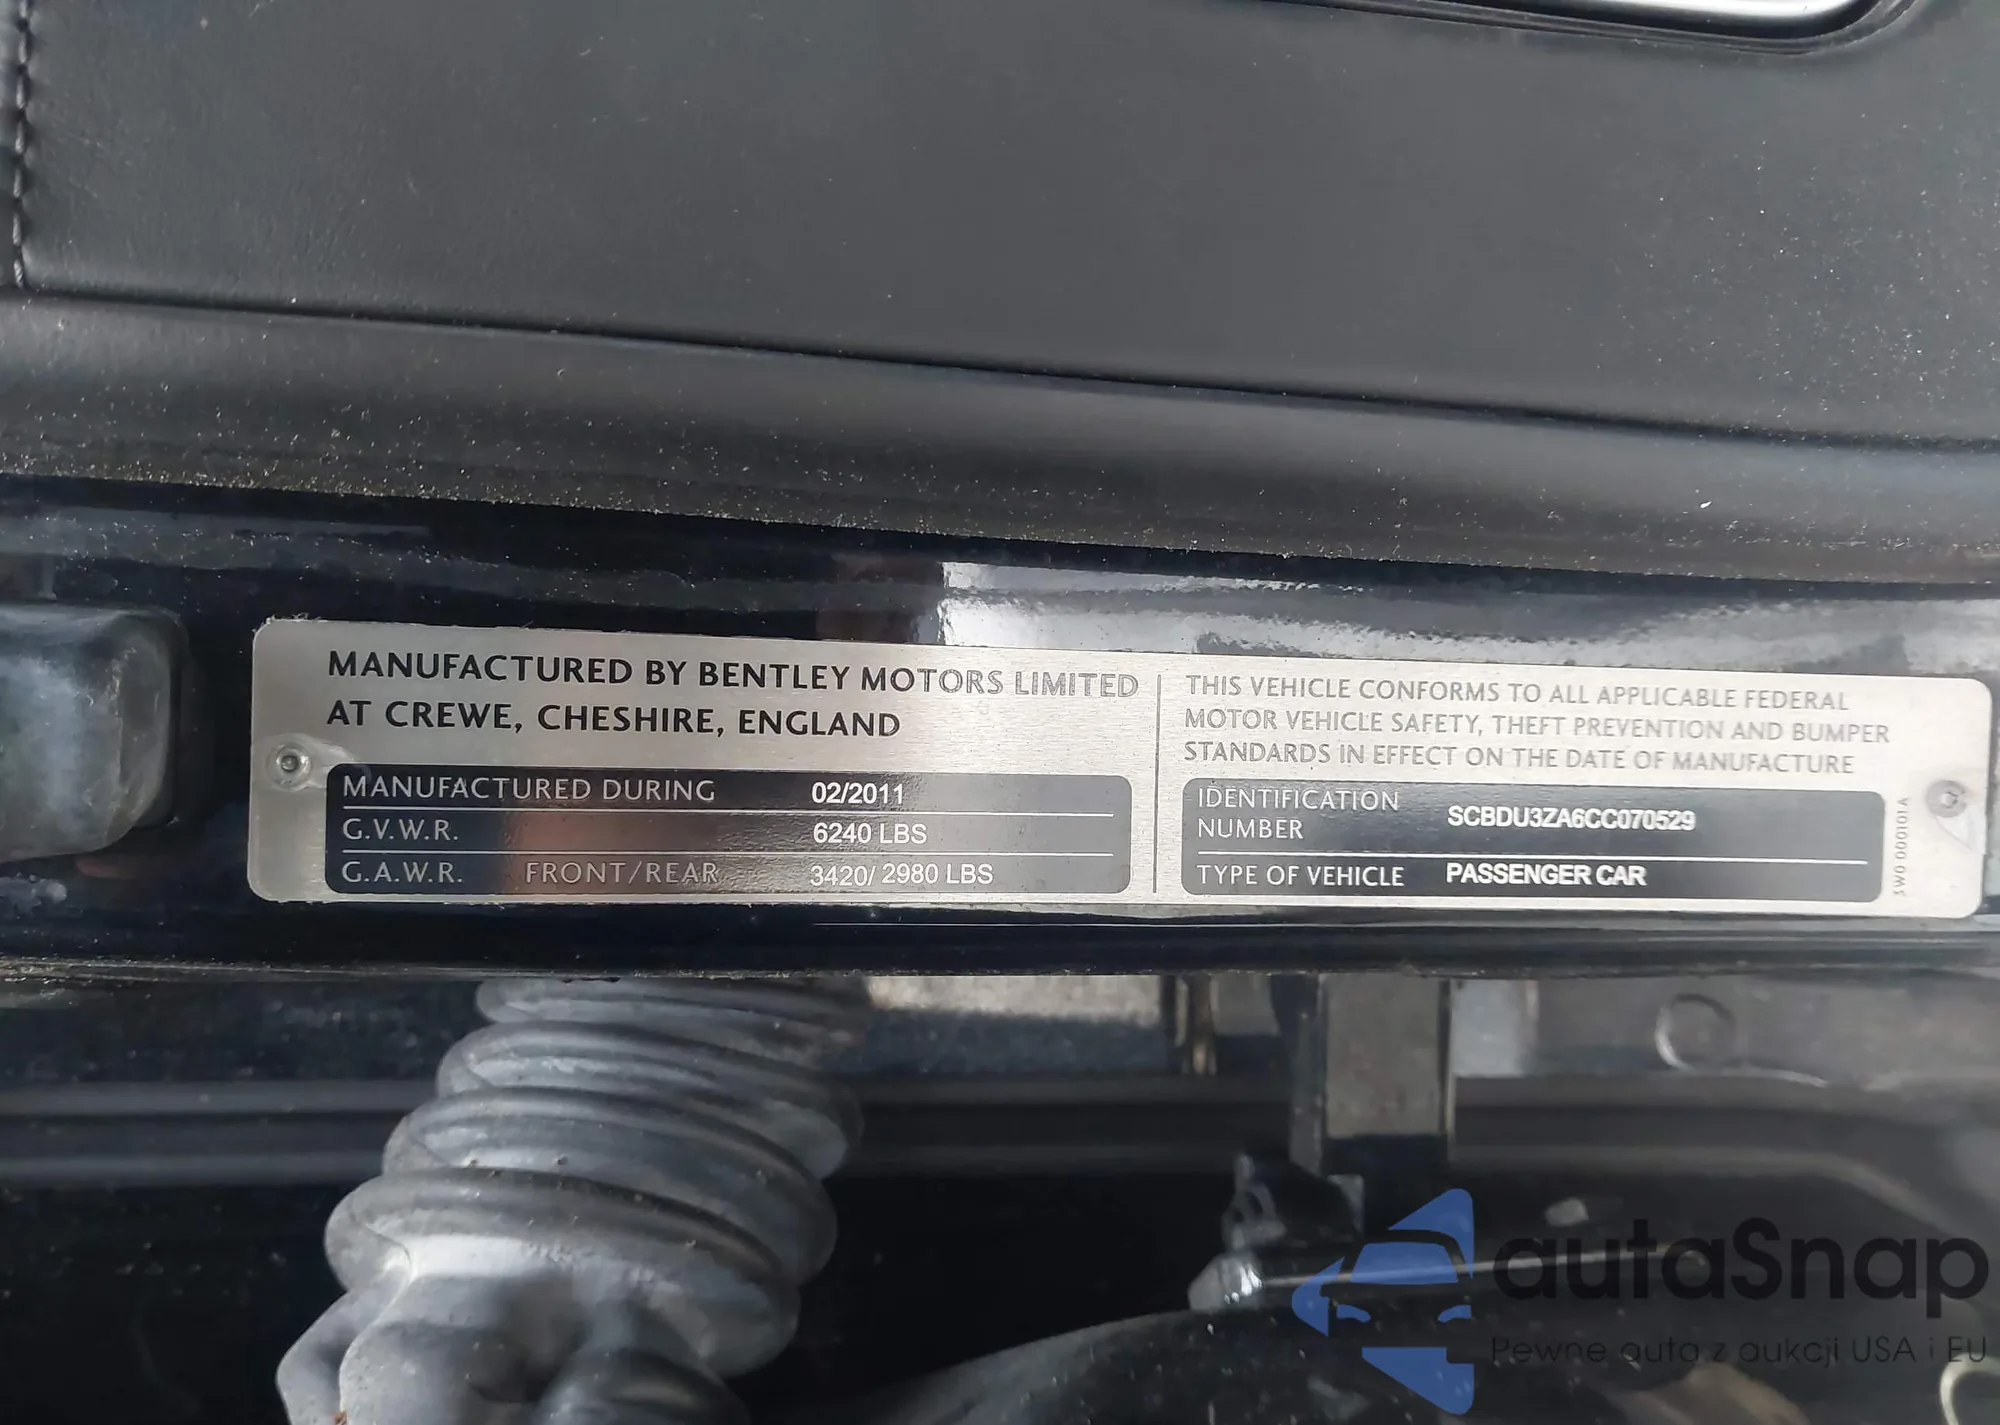 MANUFACTURED BY BENTLEY MOTORS LIMITED
AT CREWE, CHESHIRE, ENGLAND
MANUFACTURED DURING 02/2011
G.V.W.R. 6240 LBS
G.A.W.R. FRONT/REAR 3420/ 2980 LBS
THIS VEHICLE CONFORMS TO ALL APPLICABLE FEDERAL
MOTOR VEHICLE SAFETY, THEFT PREVENTION AND BUMPER
STANDARDS IN EFFECT ON THE DATE OF MANUFACTURE
IDENTIFICATION
NUMBER SCBDU3ZA6CC070529
TYPE OF VEHICLE PASSENGER CAR
3W0 000101A
autaSnap
Pewne auta z aukcji USA i EU